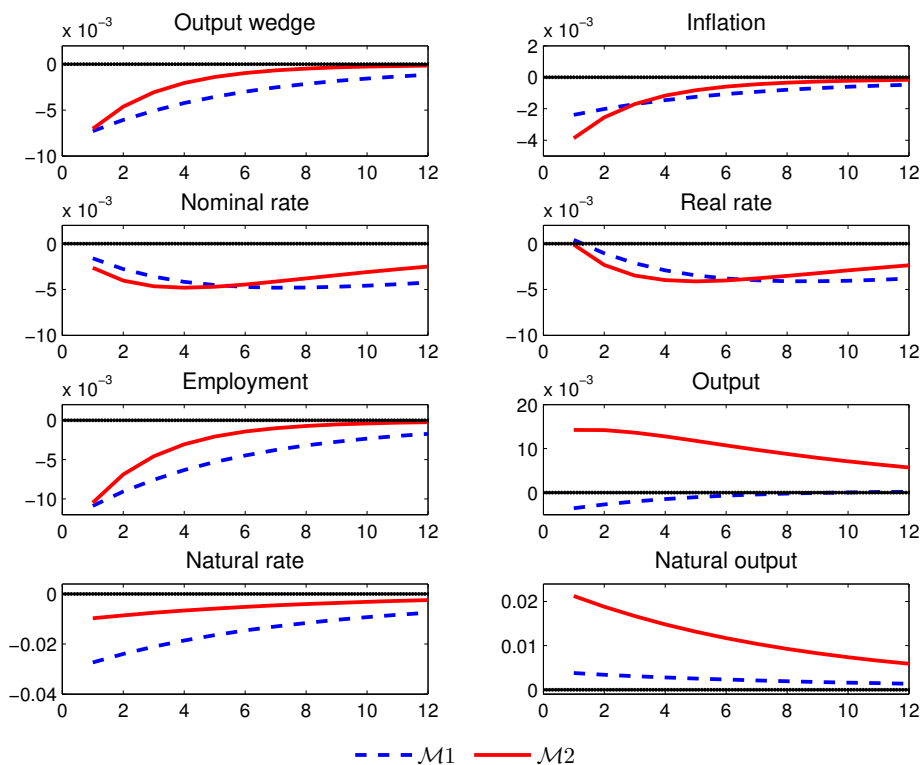 Output wedge
Inflation
x 10⁻³
x 10⁻³
0
−5
−10
2
0
−2
−4
0 2 4 6 8 10 12
0 2 4 6 8 10 12
Nominal rate
Real rate
x 10⁻³
x 10⁻³
0
−5
−10
0
−5
−10
0 2 4 6 8 10 12
0 2 4 6 8 10 12
Employment
Output
x 10⁻³
x 10⁻³
0
−5
−10
20
10
0
0 2 4 6 8 10 12
0 2 4 6 8 10 12
Natural rate
Natural output
0
−0.02
−0.04
0.02
0.01
0
0 2 4 6 8 10 12
0 2 4 6 8 10 12
ℳ1 ℳ2